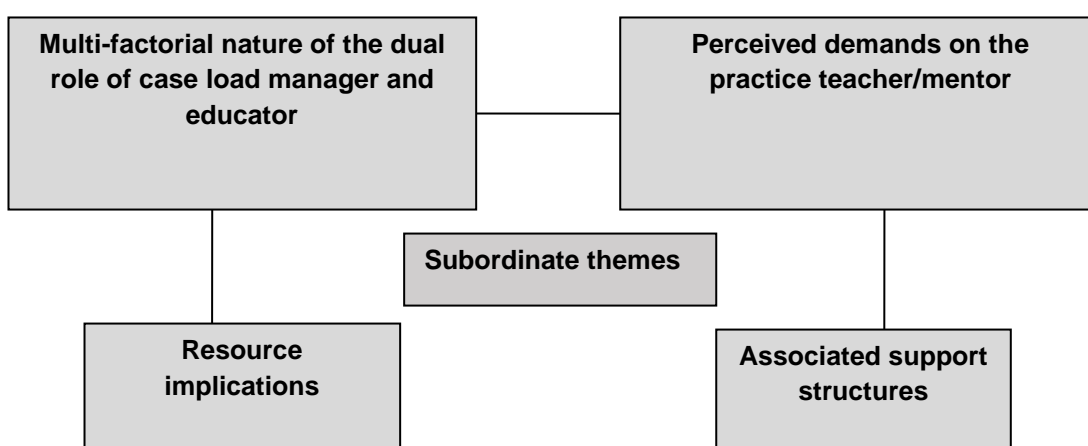 Multi-factorial nature of the dual
role of case load manager and
educator
Perceived demands on the
practice teacher/mentor
Subordinate themes
Resource
implications
Associated support
structures